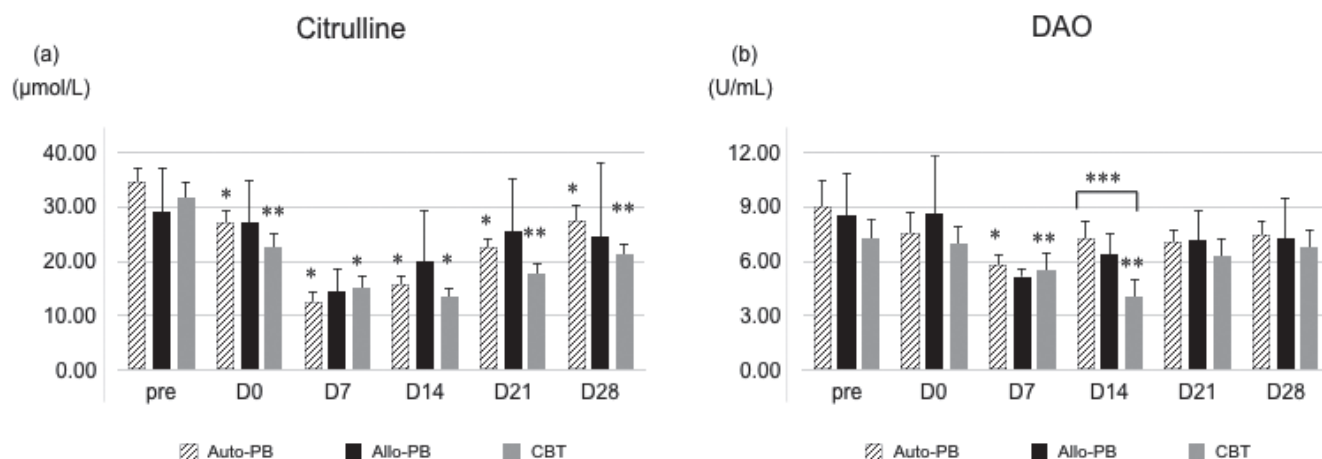 Citrulline
(a)
(µmol/L)
40.00
30.00
20.00
10.00
0.00
* **
* *
* *
* **
* **
pre D0 D7 D14 D21 D28
Auto-PB Allo-PB CBT
DAO
(b)
(U/mL)
12.00
9.00
6.00
3.00
0.00
***
* **
**
pre D0 D7 D14 D21 D28
Auto-PB Allo-PB CBT